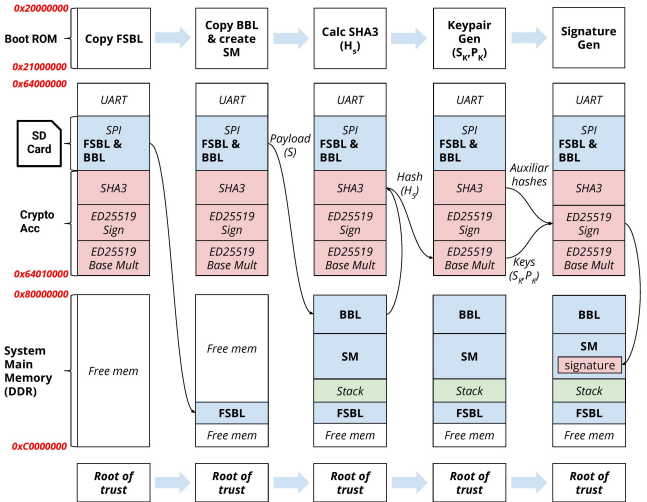 0x20000000
Boot ROM
0x21000000
Copy FSBL
Copy BBL
& create
SM
Calc SHA3
(Hs)
Keypair
Gen
(SK,PK)
Signature
Gen
0x64000000
SD
Card
Crypto
Acc
0x64010000
UART
SPI
FSBL &
BBL
SHA3
ED25519
Sign
ED25519
Base Mult
UART
SPI
FSBL &
BBL
SHA3
ED25519
Sign
ED25519
Base Mult
Payload
(S)
UART
SPI
FSBL &
BBL
SHA3
ED25519
Sign
ED25519
Base Mult
Hash
(Hs)
UART
SPI
FSBL &
BBL
SHA3
ED25519
Sign
ED25519
Base Mult
Auxiliar
hashes
Keys
(SK,PK)
UART
SPI
FSBL &
BBL
SHA3
ED25519
Sign
ED25519
Base Mult
0x80000000
System
Main
Memory
(DDR)
0xC0000000
Free mem
Free mem
FSBL
Free mem
BBL
SM
Stack
FSBL
Free mem
BBL
SM
Stack
FSBL
Free mem
BBL
SM
signature
Stack
FSBL
Free mem
Root of
trust
Root of
trust
Root of
trust
Root of
trust
Root of
trust